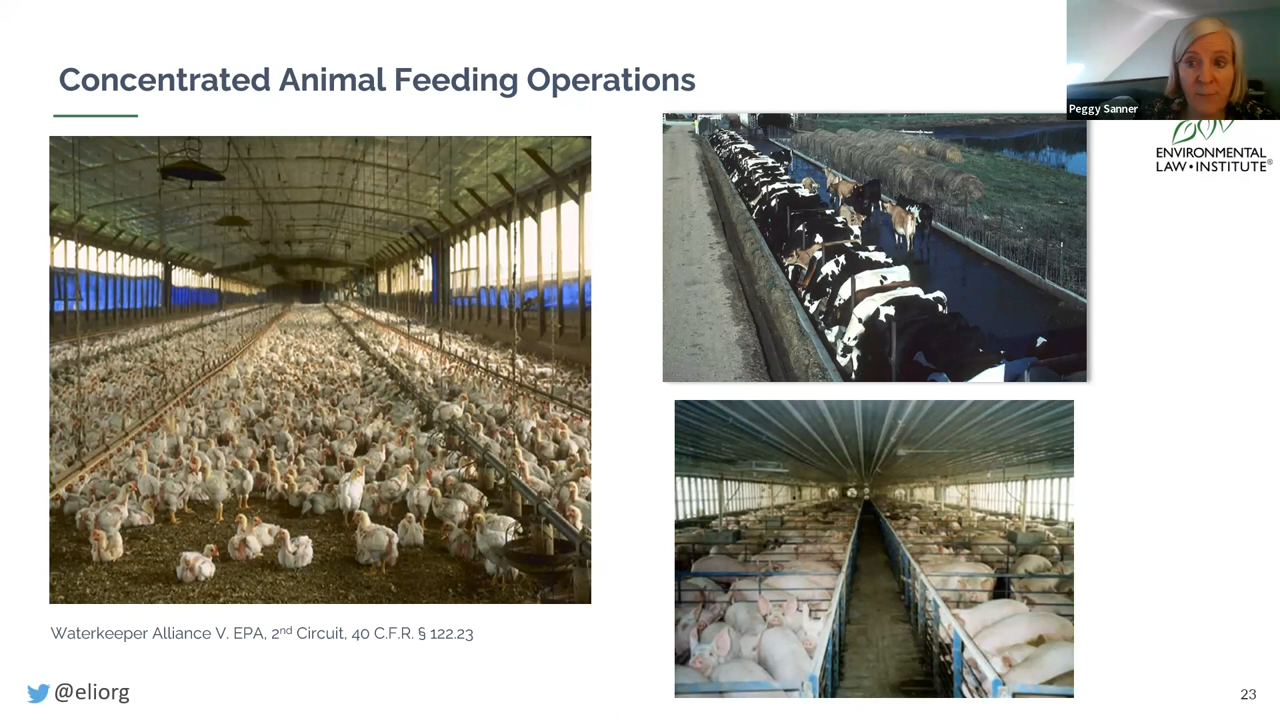 Concentrated Animal Feeding Operations
Peggy Sanner
ENVIRONMENTAL
LAW•INSTITUTE®
Waterkeeper Alliance V. EPA, 2nd Circuit, 40 C.F.R. § 122.23
@eliorg
23